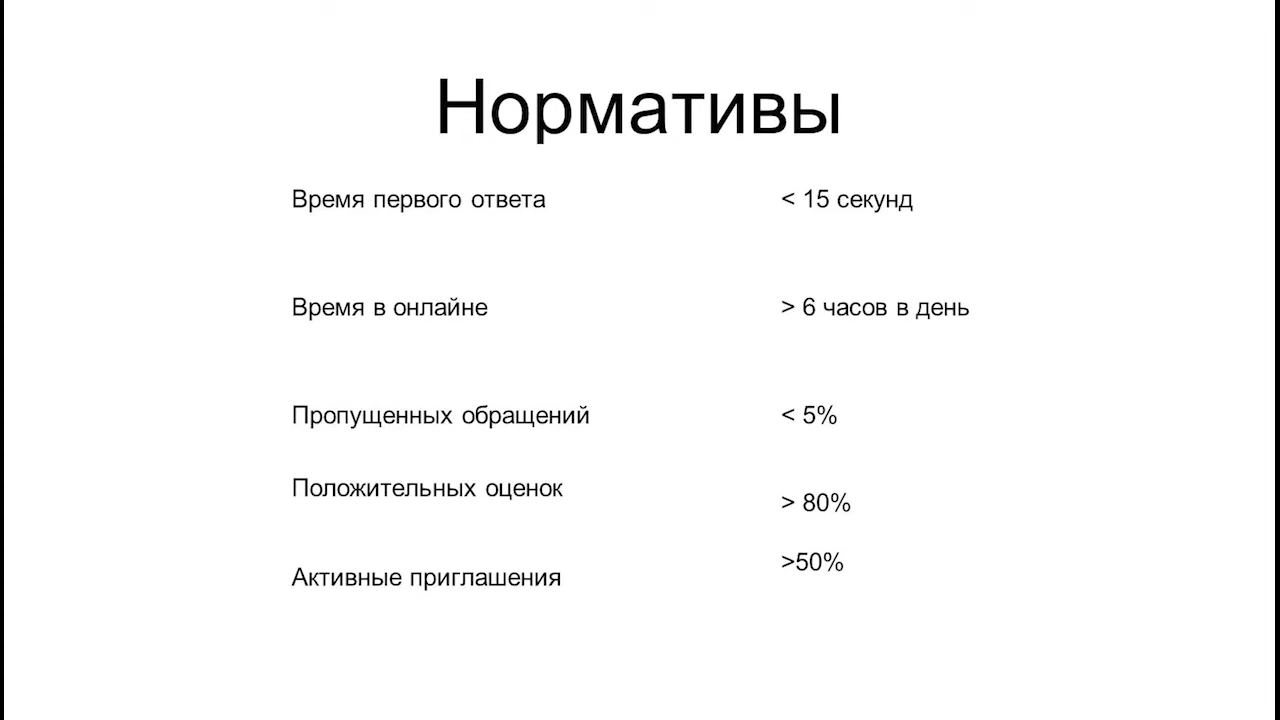 Нормативы
Время первого ответа < 15 секунд
Время в онлайне > 6 часов в день
Пропущенных обращений < 5%
Положительных оценок > 80%
Активные приглашения >50%